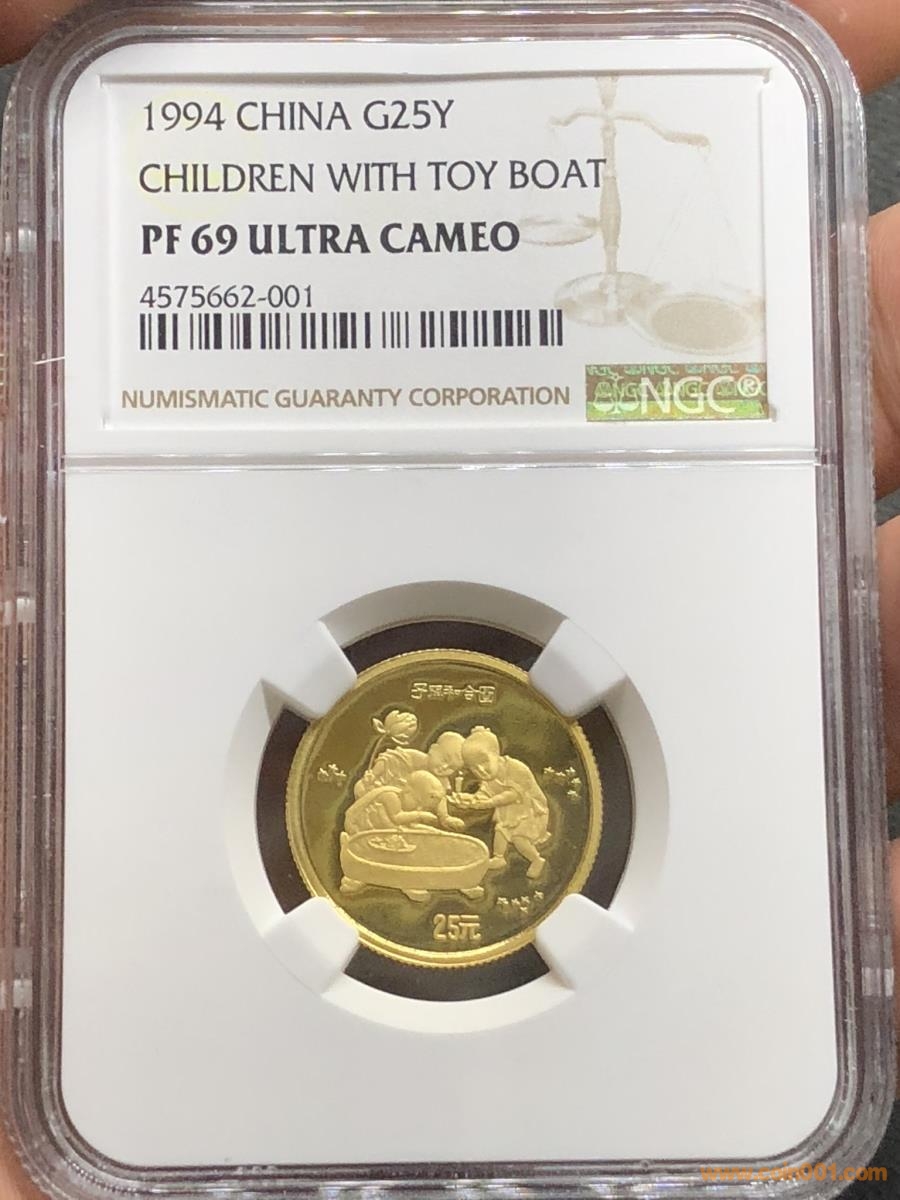 1994 CHINA G25Y
CHILDREN WITH TOY BOAT
PF 69 ULTRA CAMEO
4575662-001
NUMISMATIC GUARANTY CORPORATION
NGC®
25元